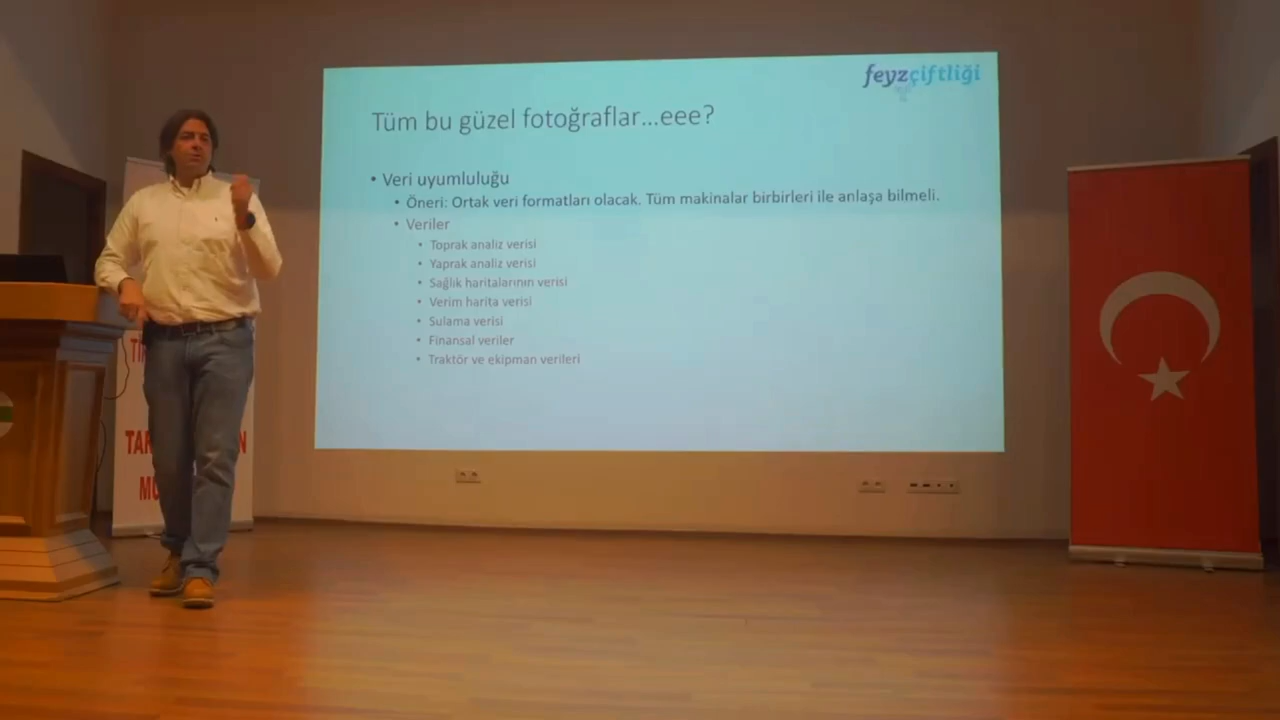 feyzçiftliği
Tüm bu güzel fotoğraflar...eee?
• Veri uyumluluğu
• Öneri: Ortak veri formatları olacak. Tüm makinalar birbirleri ile anlaşa bilmeli.
• Veriler
• Toprak analiz verisi
• Yaprak analiz verisi
• Sağlık haritalarının verisi
• Verim harita verisi
• Sulama verisi
• Finansal veriler
• Traktör ve ekipman verileri